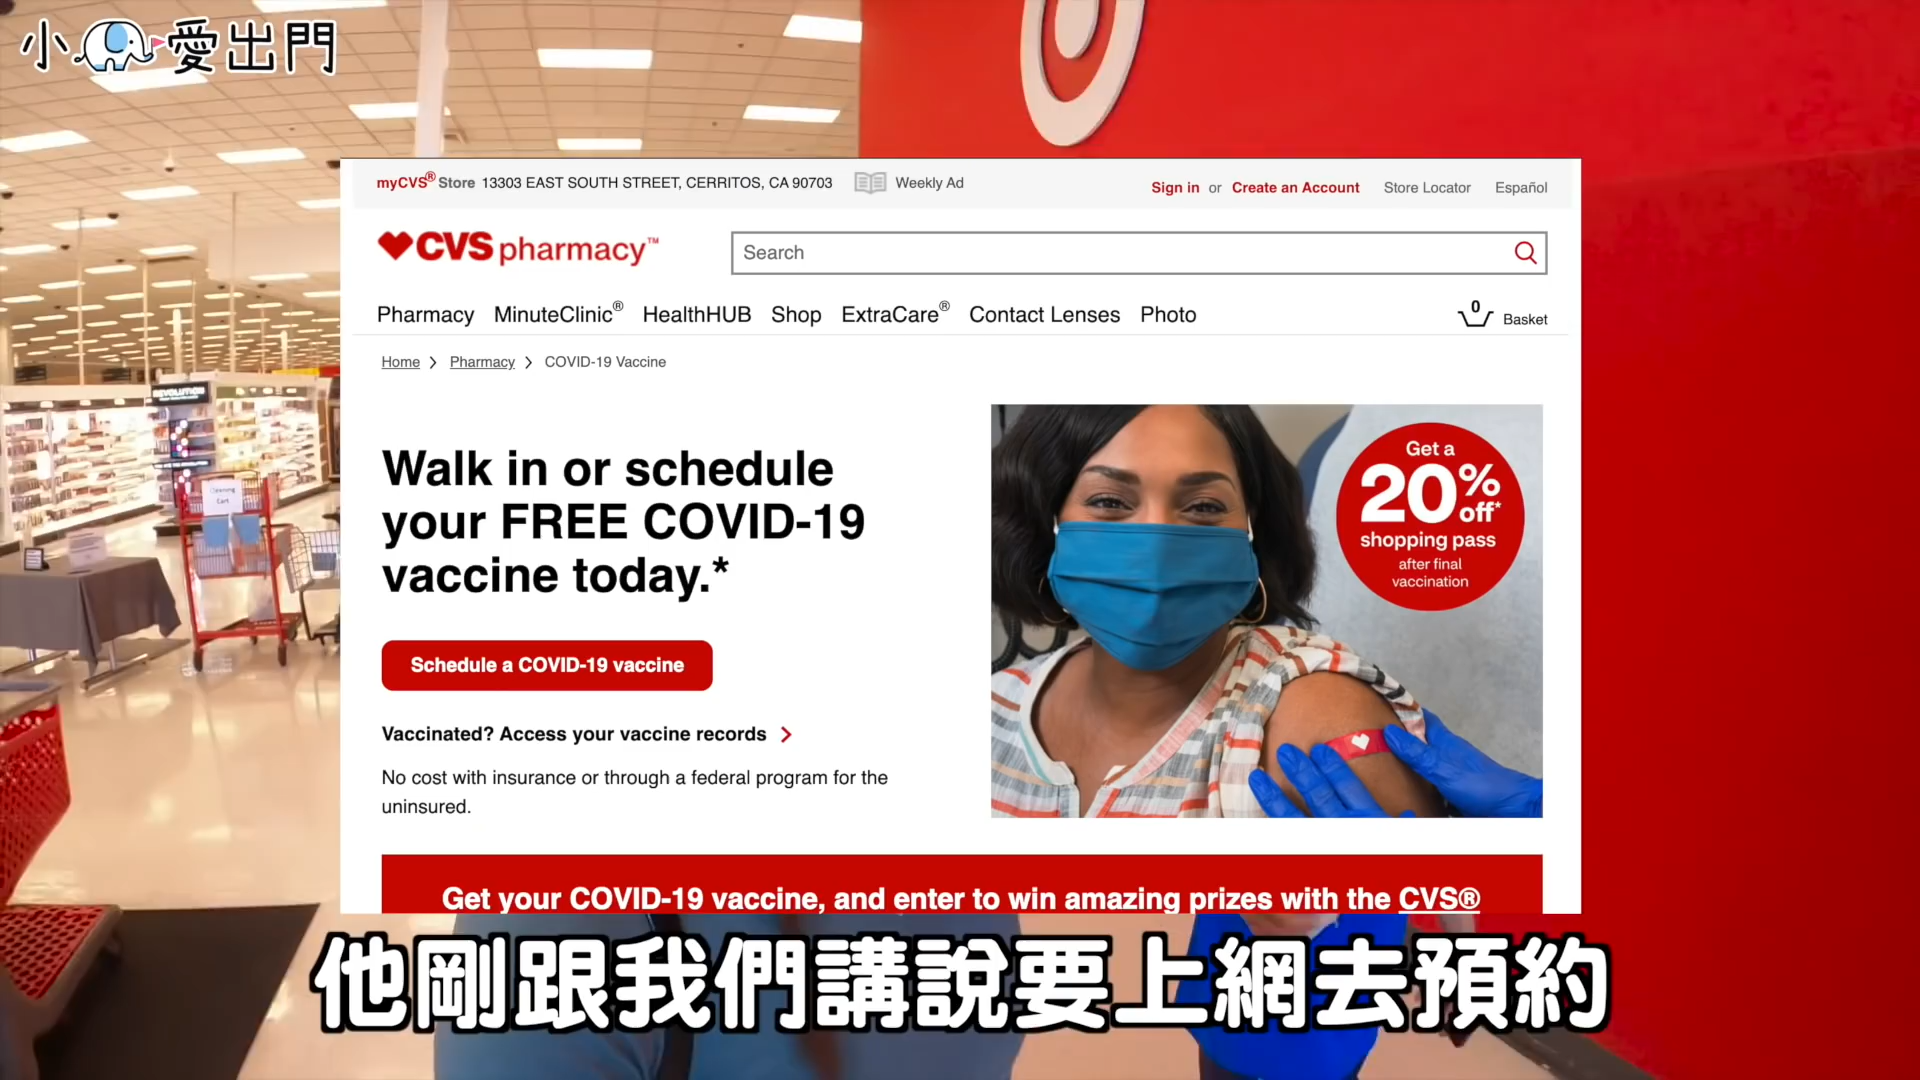 小 愛出門
myCVS® Store 13303 EAST SOUTH STREET, CERRITOS, CA 90703
Weekly Ad
Sign in or Create an Account
Store Locator
Español
CVS pharmacy™
Search
Pharmacy MinuteClinic® HealthHUB Shop ExtraCare® Contact Lenses Photo
0 Basket
Home > Pharmacy > COVID-19 Vaccine
Walk in or schedule
your FREE COVID-19
vaccine today.*
Schedule a COVID-19 vaccine
Vaccinated? Access your vaccine records >
No cost with insurance or through a federal program for the
uninsured.
Get a
20% off*
shopping pass
after final
vaccination
Get your COVID-19 vaccine, and enter to win amazing prizes with the CVS®
REVOLUTION
Cleaning
Cart
他剛跟我們講說要上網去預約